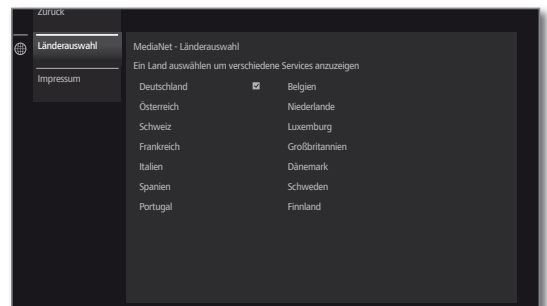 Zurück
Länderauswahl
Impressum
MediaNet - Länderauswahl
Ein Land auswählen um verschiedene Services anzuzeigen
Deutschland Belgien
Österreich Niederlande
Schweiz Luxemburg
Frankreich Großbritannien
Italien Dänemark
Spanien Schweden
Portugal Finnland